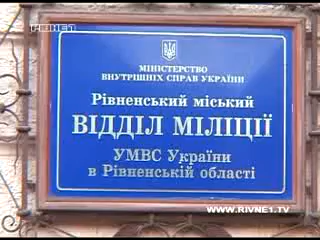 МІНІСТЕРСТВО
ВНУТРІШНІХ СПРАВ УКРАЇНИ
Рівненський міський
ВІДДІЛ МІЛІЦІЇ
УМВС України
в Рівненській області
WWW.RIVNE1.TV